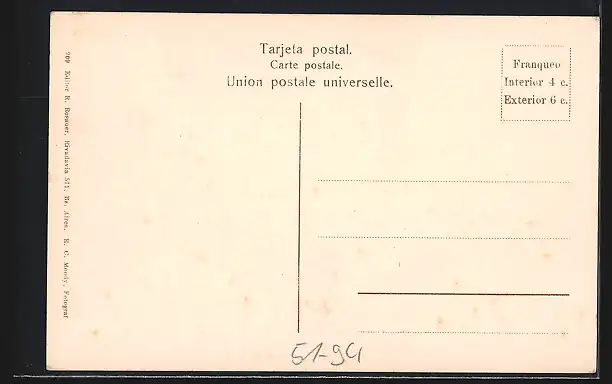 Tarjeta postal.
Carte postale.
Union postale universelle.
Franqueo
Interior 4 c.
Exterior 6 c.
209 Editor R. Rosauer, Rivadavia 571, Bs. Aires. E. C. Moody, Fotograf
51-94